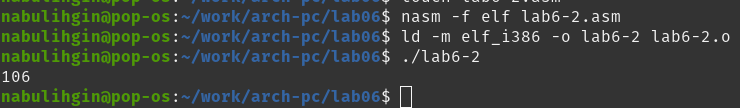 nabulihgin@pop-os:~/work/arch-pc/lab06$ nasm -f elf lab6-2.asm
nabulihgin@pop-os:~/work/arch-pc/lab06$ ld -m elf_i386 -o lab6-2 lab6-2.o
nabulihgin@pop-os:~/work/arch-pc/lab06$ ./lab6-2
106
nabulihgin@pop-os:~/work/arch-pc/lab06$